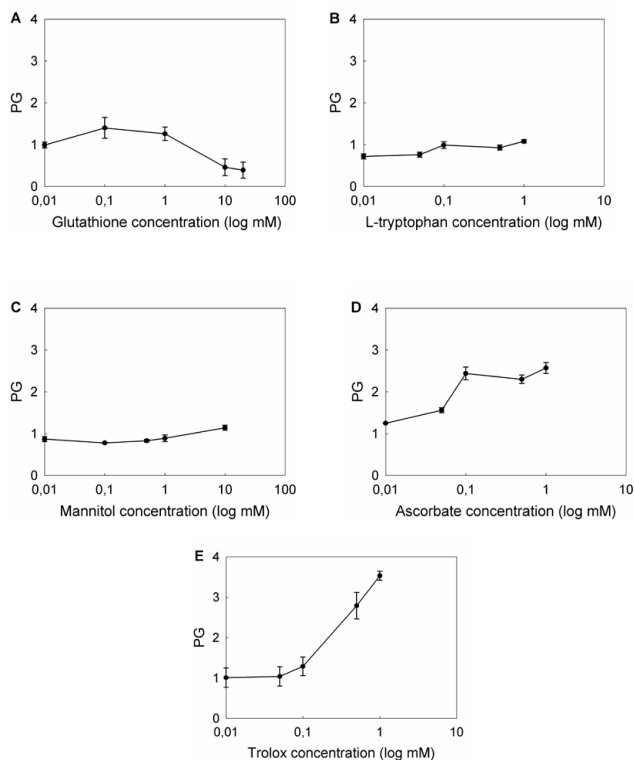 A
B
4
3
2
1
0
PG
0,01 0,1 1 10 100
Glutathione concentration (log mM)
4
3
2
1
0
PG
0,01 0,1 1 10
L-tryptophan concentration (log mM)
C
D
4
3
2
1
0
PG
0,01 0,1 1 10 100
Mannitol concentration (log mM)
4
3
2
1
0
PG
0,01 0,1 1 10
Ascorbate concentration (log mM)
E
4
3
2
1
0
PG
0,01 0,1 1 10
Trolox concentration (log mM)